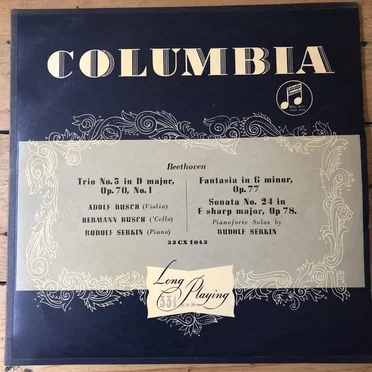 COLUMBIA
Beethoven
Trio No. 3 in D major,
Op. 70, No. 1
ADOLF BUSCH (Violin)
HERMANN BUSCH ('Cello)
RUDOLF SERKIN (Piano)
Fantasia in G minor,
Op. 77
Sonata No. 24 in
F sharp major, Op 78.
Pianoforte Solos by
RUDOLF SERKIN
33CX 1043
Long
33⅓
Playing